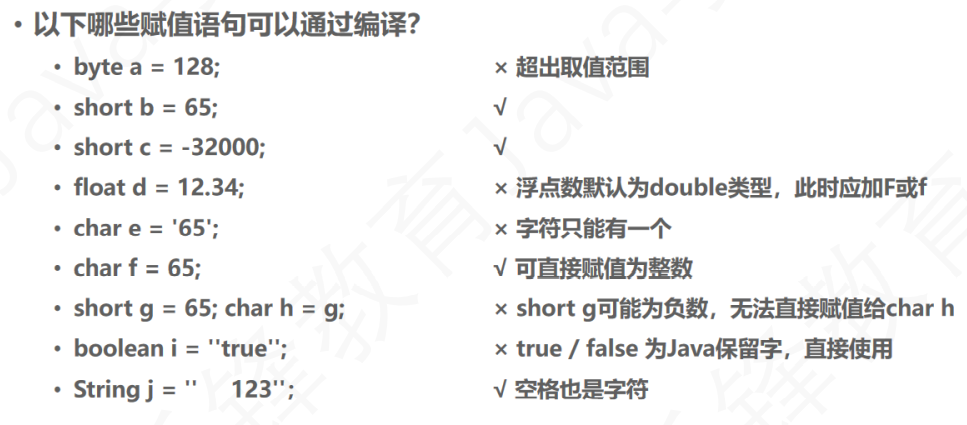 • 以下哪些赋值语句可以通过编译?
• byte a = 128; × 超出取值范围
• short b = 65; √
• short c = -32000; √
• float d = 12.34; × 浮点数默认为double类型，此时应加F或f
• char e = '65'; × 字符只能有一个
• char f = 65; √ 可直接赋值为整数
• short g = 65; char h = g; × short g可能为负数，无法直接赋值给char h
• boolean i = ''true''; × true / false 为Java保留字，直接使用
• String j = ''    123''; √ 空格也是字符